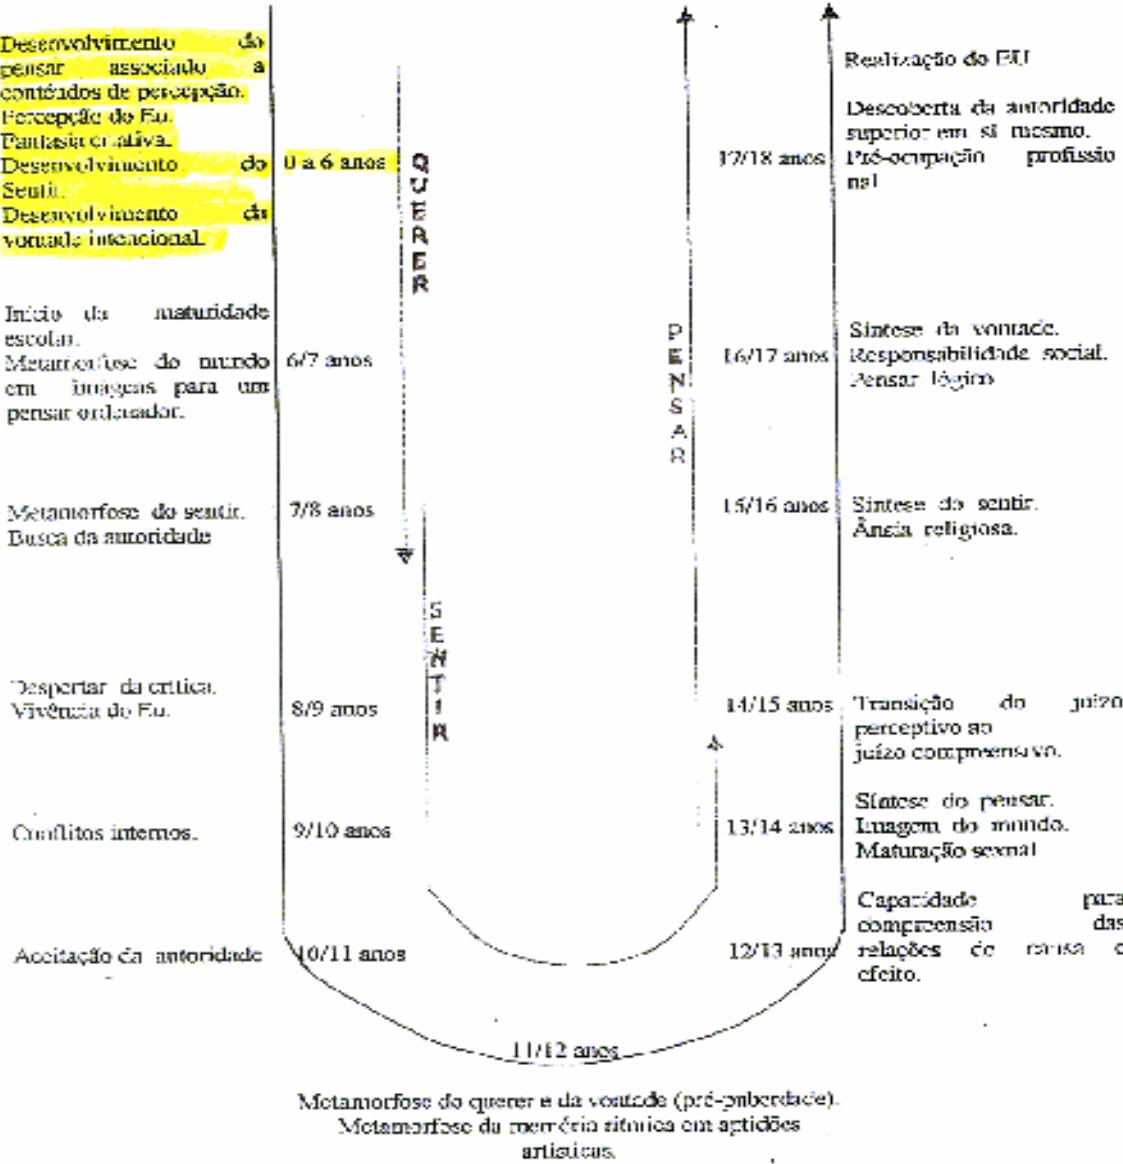 Desenvolvimento do
pensar associado a
conteúdos de percepção.
Percepção do Eu.
Fantasia criativa.
Desenvolvimento do
Sentir.
Desenvolvimento da
vontade intencional.
0 a 6 anos
QUERER
Início da maturidade
escolar.
Metamorfose do mundo
em imagens para um
pensar ordenador.
6/7 anos
Metamorfose do sentir.
Busca da autoridade
7/8 anos
SENTIR
Despertar da crítica.
Vivência do Eu.
8/9 anos
Conflitos internos.
9/10 anos
Aceitação da autoridade
10/11 anos
11/12 anos
Metamorfose do querer e da vontade (pré-puberdade).
Metamorfose da memória rítmica em aptidões
artísticas.
12/13 anos
Capacidade para
compreensão das
relações de causa e
efeito.
13/14 anos
Síntese do pensar.
Imagem do mundo.
Maturação sexual
14/15 anos
Transição do juízo
perceptivo ao
juízo compreensivo.
15/16 anos
Síntese do sentir.
Ânsia religiosa.
PENSAR
16/17 anos
Síntese da vontade.
Responsabilidade social.
Pensar lógico
17/18 anos
Realização do EU
Descoberta da autoridade
superior em si mesmo.
Pré-ocupação profissio
nal